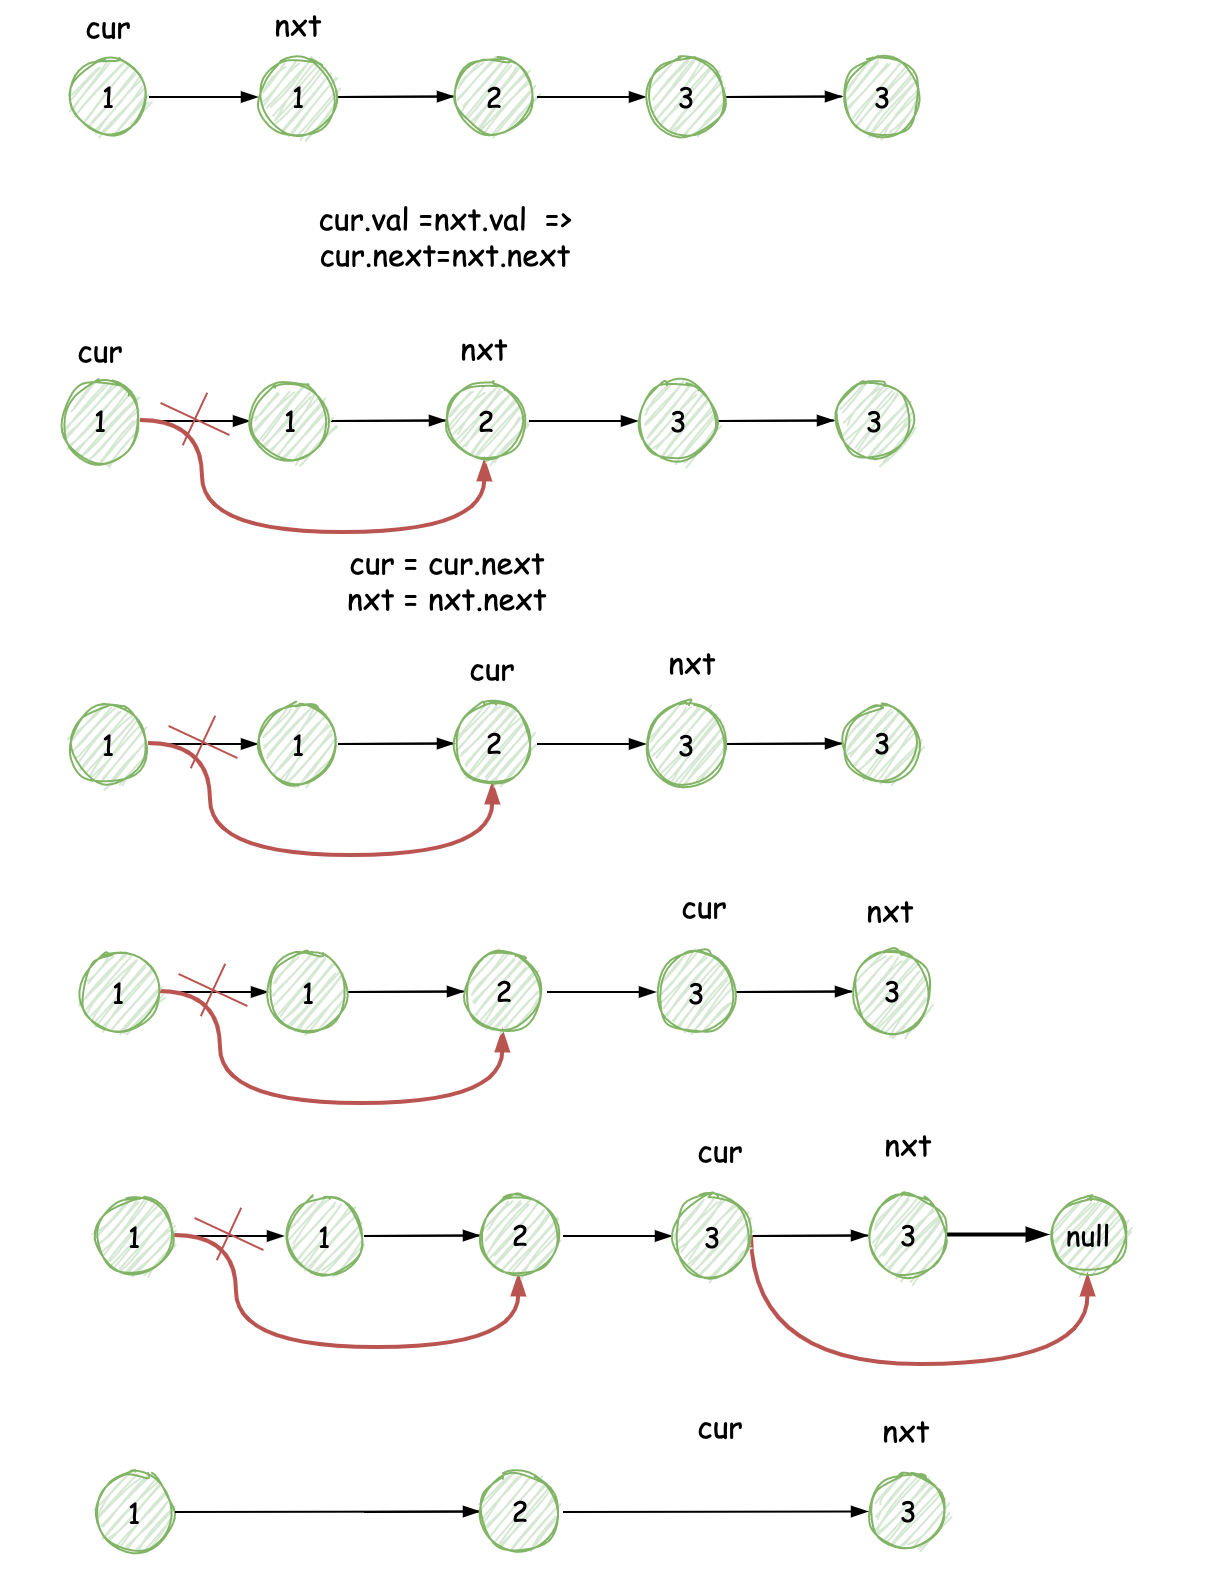 cur nxt
1 1 2 3 3
cur.val =nxt.val =>
cur.next=nxt.next
cur nxt
1 1 2 3 3
cur = cur.next
nxt = nxt.next
cur nxt
1 1 2 3 3
cur nxt
1 1 2 3 3
cur nxt
1 1 2 3 3 null
cur nxt
1 2 3